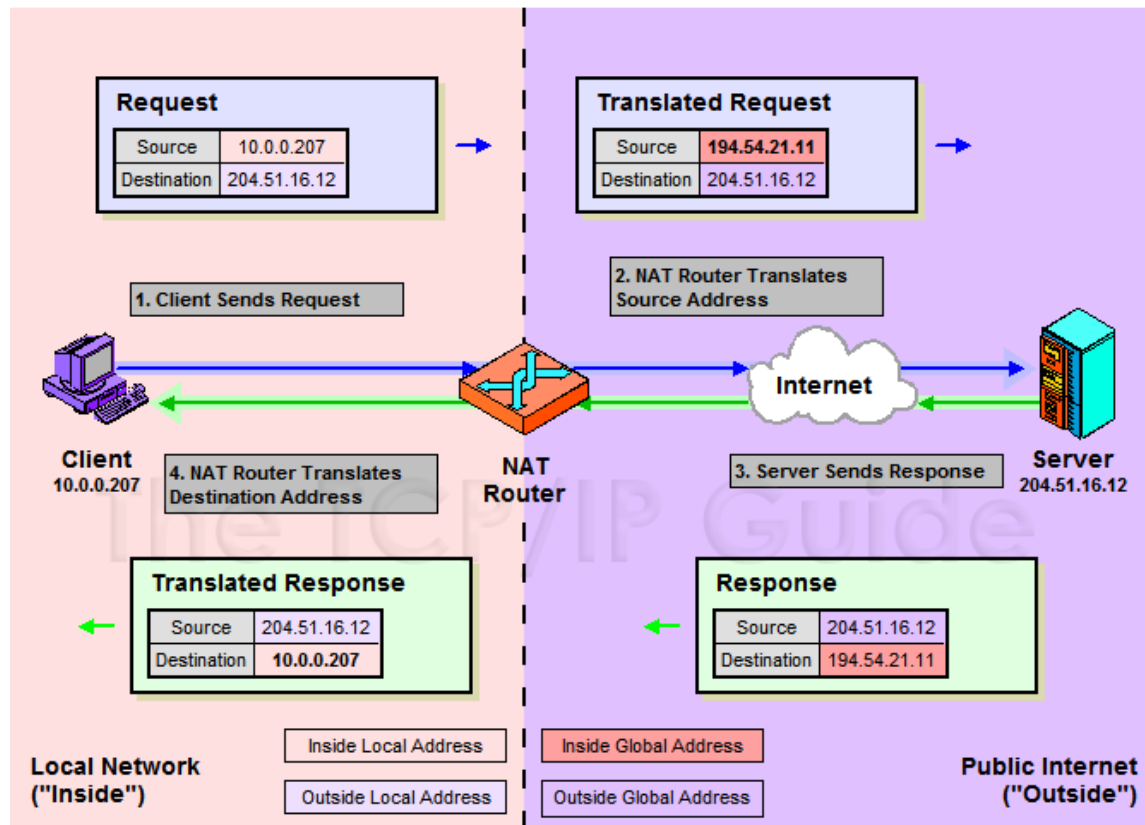 Request
Source 10.0.0.207
Destination 204.51.16.12
Translated Request
Source 194.54.21.11
Destination 204.51.16.12
1. Client Sends Request
2. NAT Router Translates
Source Address
Internet
Client
10.0.0.207
4. NAT Router Translates
Destination Address
NAT
Router
3. Server Sends Response
Server
204.51.16.12
The TCP/IP Guide
Translated Response
Source 204.51.16.12
Destination 10.0.0.207
Response
Source 204.51.16.12
Destination 194.54.21.11
Local Network
("Inside")
Inside Local Address
Outside Local Address
Inside Global Address
Outside Global Address
Public Internet
("Outside")